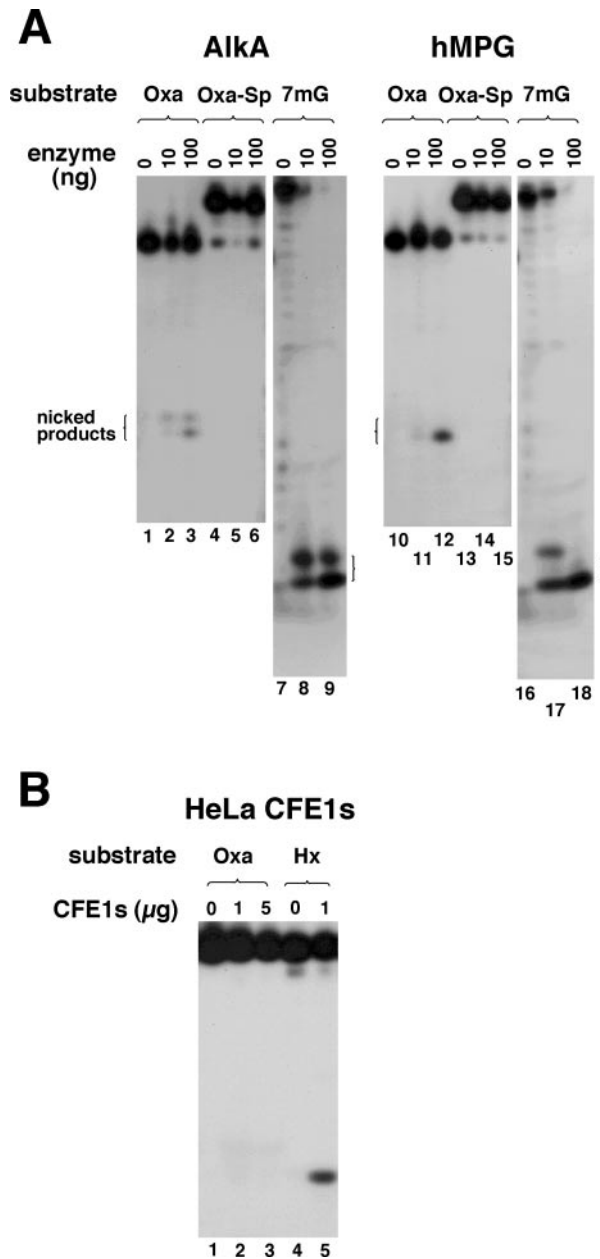 A
AlkA hMPG
substrate Oxa Oxa-Sp 7mG Oxa Oxa-Sp 7mG
enzyme (ng) 0 10 100 0 10 100 0 10 100 0 10 100 0 10 100 0 10 100
nicked
products
1 2 3 4 5 6 10 12 14
11 13 15
7 8 9 16 18
17
B
HeLa CFE1s
substrate Oxa Hx
CFE1s (µg) 0 1 5 0 1
1 2 3 4 5